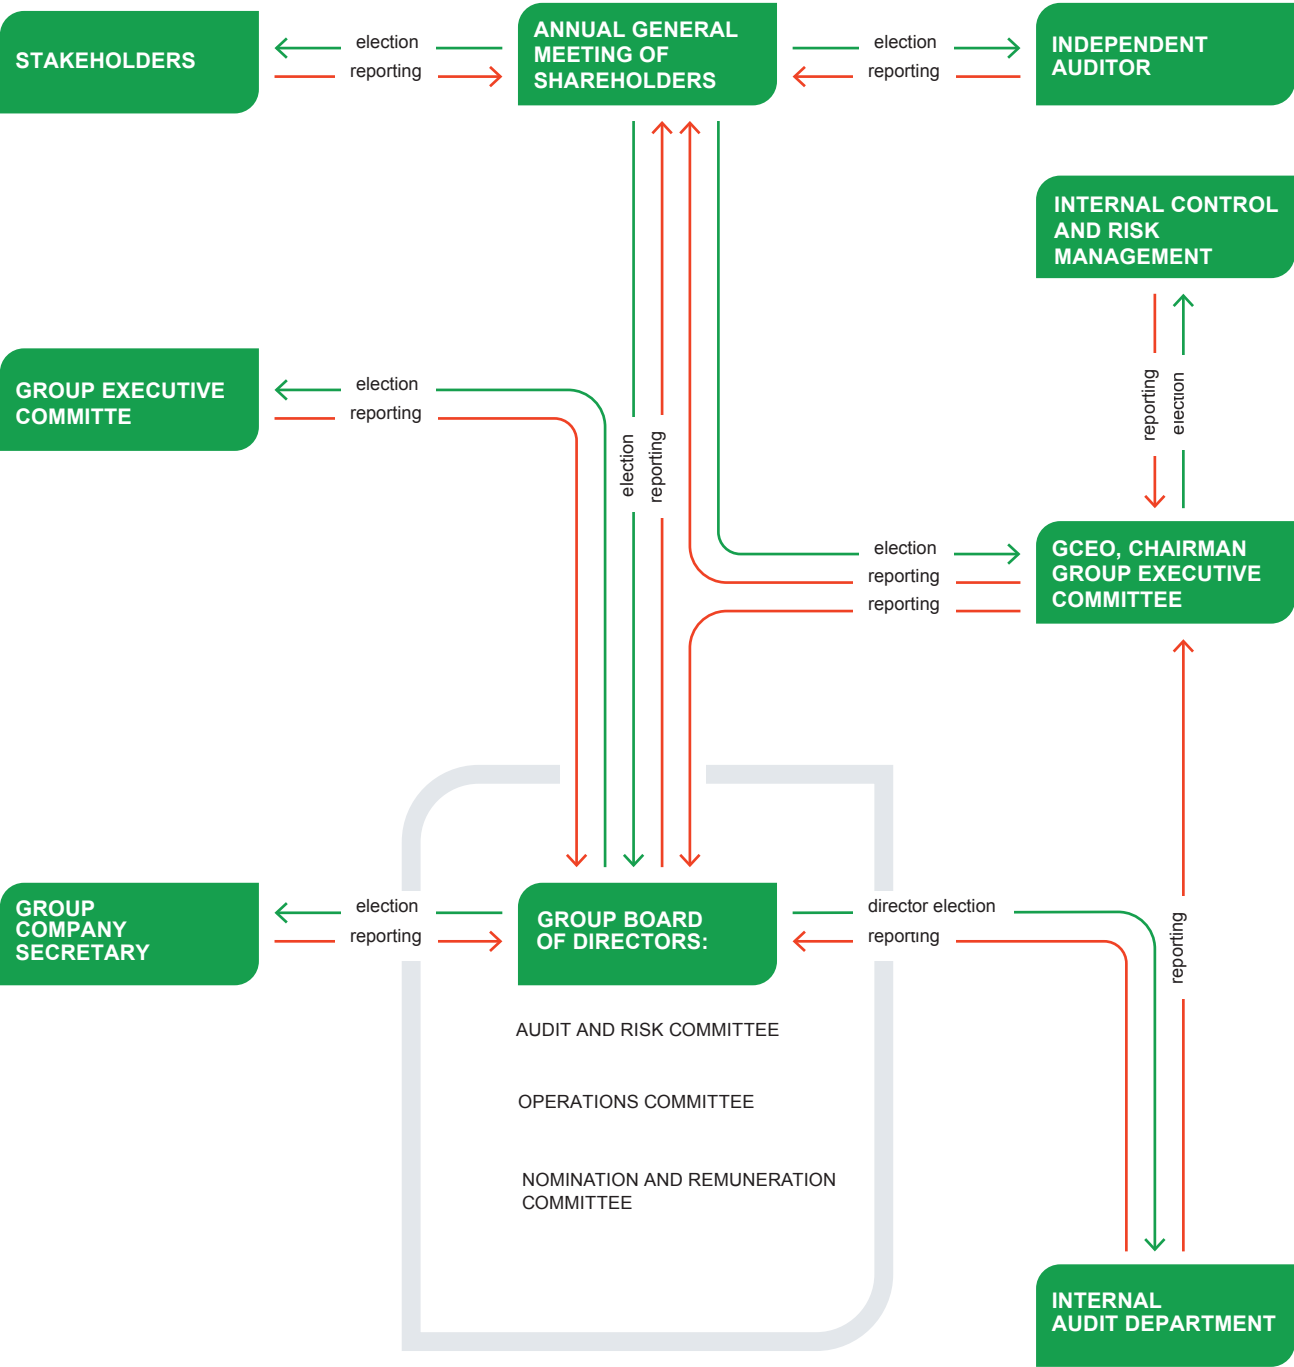 STAKEHOLDERS
election
reporting
ANNUAL GENERAL
MEETING OF
SHAREHOLDERS
election
reporting
INDEPENDENT
AUDITOR
INTERNAL CONTROL
AND RISK
MANAGEMENT
reporting
election
GROUP EXECUTIVE
COMMITTE
election
reporting
election
reporting
election
reporting
reporting
GCEO, CHAIRMAN
GROUP EXECUTIVE
COMMITTEE
GROUP
COMPANY
SECRETARY
election
reporting
GROUP BOARD
OF DIRECTORS:
director election
reporting
reporting
AUDIT AND RISK COMMITTEE
OPERATIONS COMMITTEE
NOMINATION AND REMUNERATION
COMMITTEE
INTERNAL
AUDIT DEPARTMENT